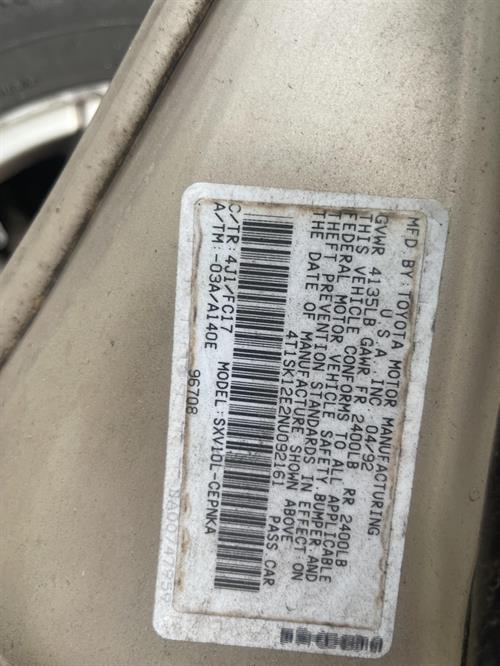 MFD BY: TOYOTA MOTOR MANUFACTURING
U.S.A. INC 04/92
GVWR 4135LB GAWR FR 2400LB RR 2400LB
THIS VEHICLE CONFORMS TO ALL APPLICABLE
FEDERAL MOTOR VEHICLE SAFETY, BUMPER AND
THEFT PREVENTION STANDARDS IN EFFECT ON
THE DATE OF MANUFACTURE SHOWN ABOVE
4T1SK12E2NU092161 PASS CAR
C/TR: 4J1/FC17 MODEL: SXV10L-CEPNKA
A/TM: -03A/A140E
96708